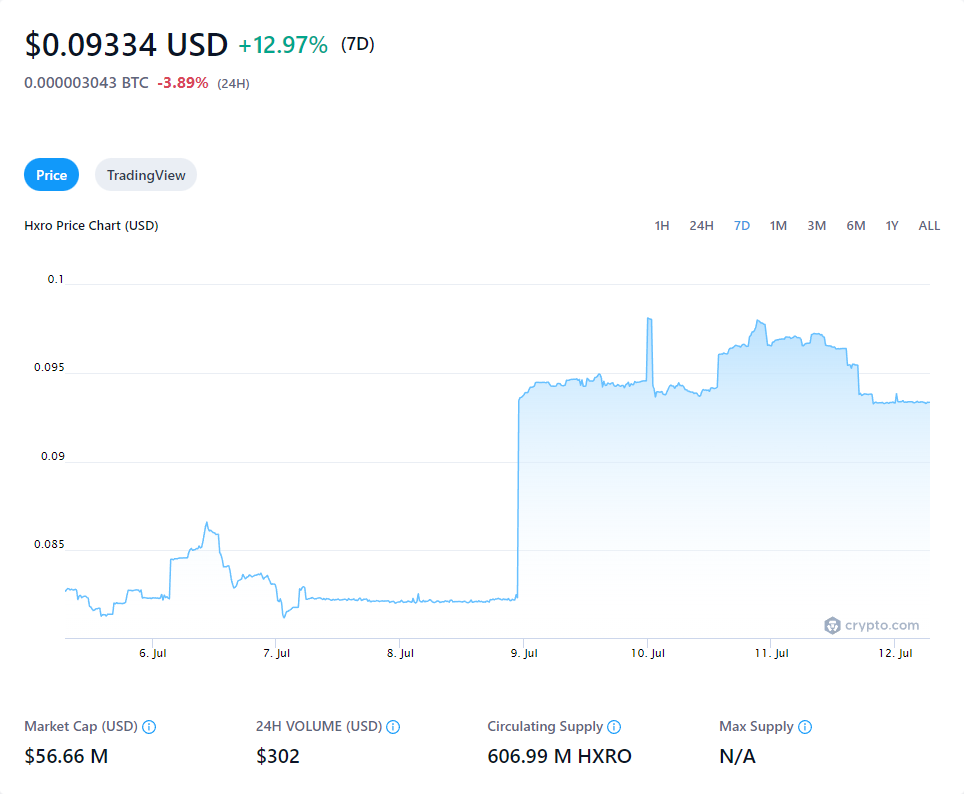 $0.09334 USD +12.97% (7D)
0.000003043 BTC -3.89% (24H)
Price TradingView
Hxro Price Chart (USD) 1H 24H 7D 1M 3M 6M 1Y ALL
0.1
0.095
0.09
0.085
crypto.com
6. Jul 7. Jul 8. Jul 9. Jul 10. Jul 11. Jul 12. Jul
Market Cap (USD) 24H VOLUME (USD) Circulating Supply Max Supply
$56.66 M $302 606.99 M HXRO N/A